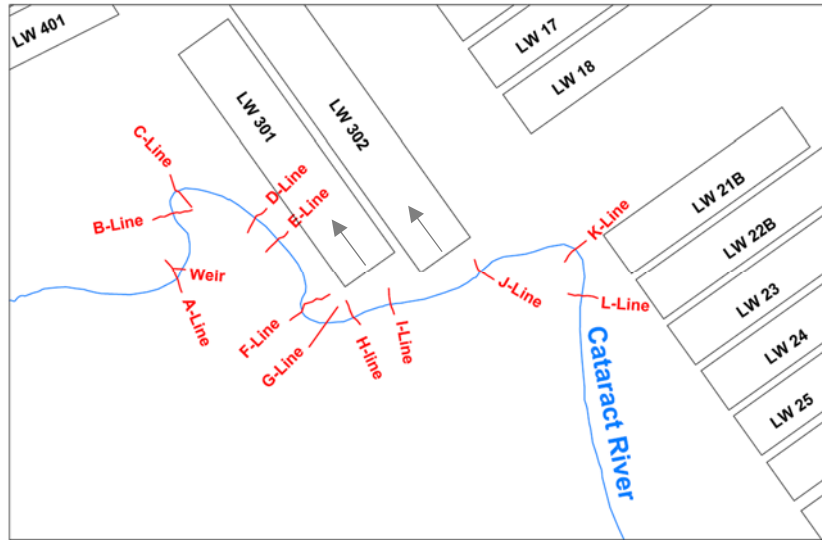 LW 401
LW 17
LW 18
LW 301
LW 302
C-Line
D-Line
B-Line
E-Line
K-Line
LW 21B
LW 22B
Weir
A-Line
J-Line
L-Line
LW 23
F-Line
G-Line
H-line
I-Line
LW 24
LW 25
Cataract River